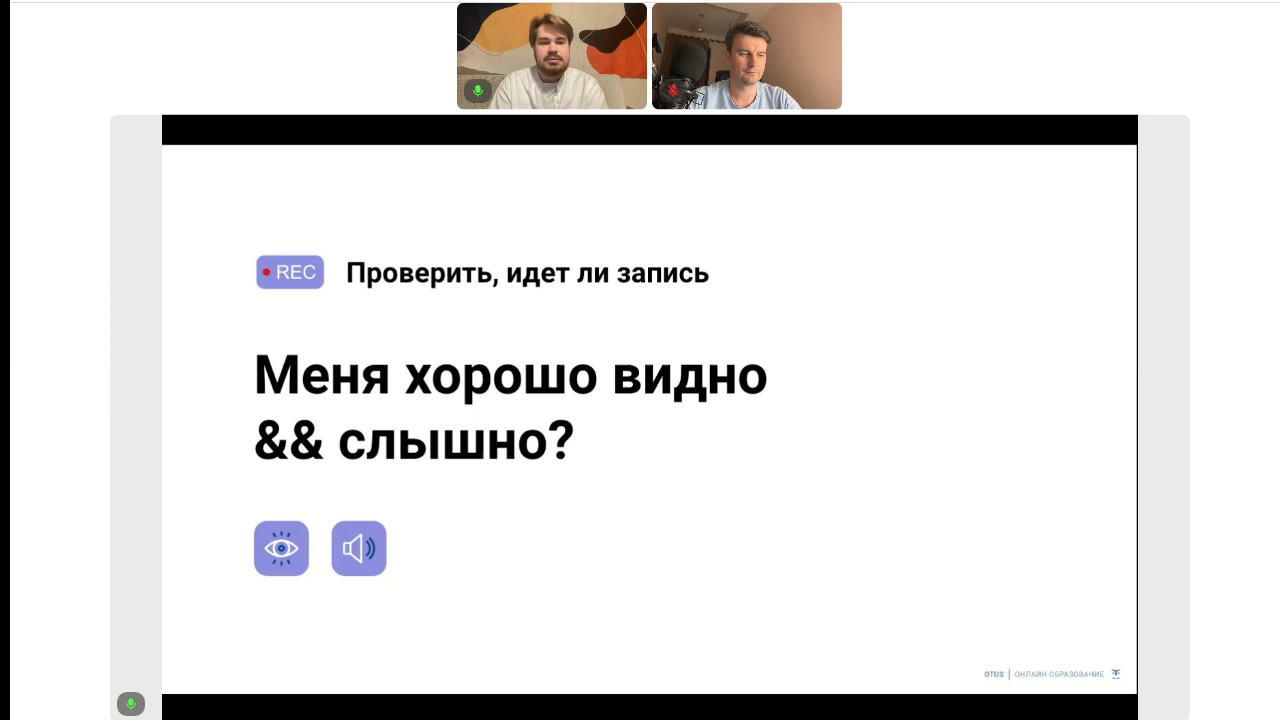 REC
Проверить, идет ли запись
Меня хорошо видно
&& слышно?
OTUS | ОНЛАЙН ОБРАЗОВАНИЕ